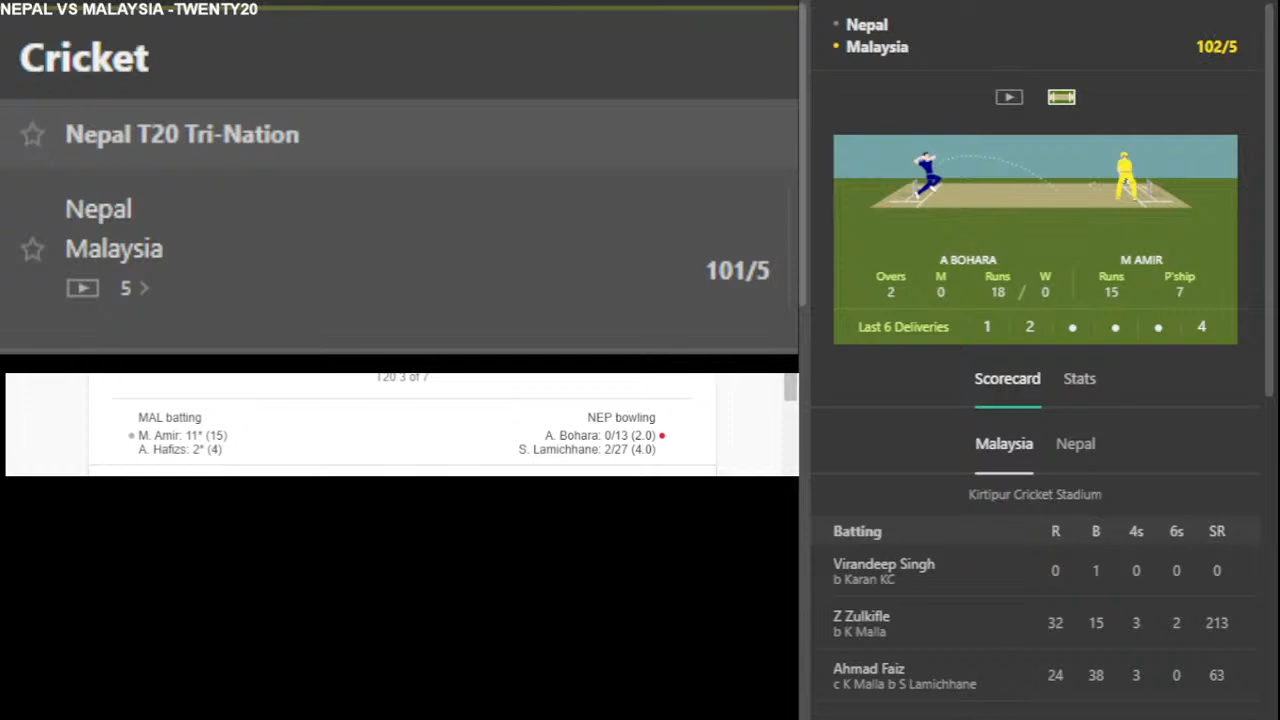 NEPAL VS MALAYSIA -TWENTY20
Cricket
Nepal T20 Tri-Nation
Nepal
Malaysia
101/5
5
T20 3 of 7
MAL batting
NEP bowling
M. Amir: 11* (15)
A. Bohara: 0/13 (2.0)
A. Hafizs: 2* (4)
S. Lamichhane: 2/27 (4.0)
Nepal
Malaysia 102/5
A BOHARA M AMIR
Overs M Runs W Runs P'ship
2 0 18 / 0 15 7
Last 6 Deliveries 1 2 • • • 4
Scorecard Stats
Malaysia Nepal
Kirtipur Cricket Stadium
Batting R B 4s 6s SR
Virandeep Singh
b Karan KC
0 1 0 0 0
Z Zulkifle
b K Malla
32 15 3 2 213
Ahmad Faiz
c K Malla b S Lamichhane
24 38 3 0 63